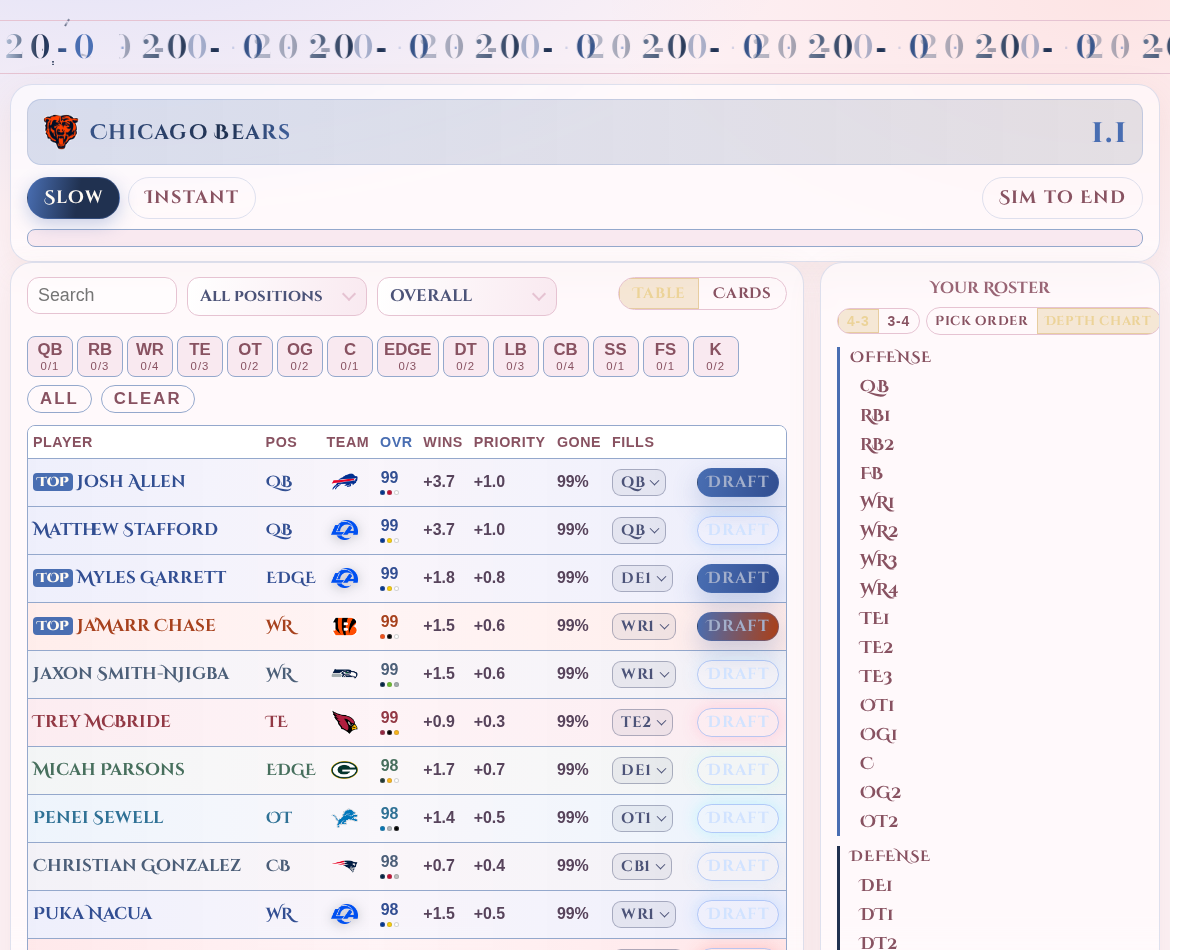 20-0
CHICAGO BEARS I.I
SLOW INSTANT SIM TO END
Search ALL POSITIONS OVERALL TABLE CARDS
QB RB WR TE OT OG C EDGE DT LB CB SS FS K
0/1 0/3 0/4 0/3 0/2 0/2 0/1 0/3 0/2 0/3 0/4 0/1 0/1 0/2
ALL CLEAR
PLAYER POS TEAM OVR WINS PRIORITY GONE FILLS
TOP JOSH ALLEN QB 99 +3.7 +1.0 99% QB DRAFT
MATTHEW STAFFORD QB 99 +3.7 +1.0 99% QB DRAFT
TOP MYLES GARRETT EDGE 99 +1.8 +0.8 99% DE1 DRAFT
TOP JA'MARR CHASE WR 99 +1.5 +0.6 99% WR1 DRAFT
JAXON SMITH-NJIGBA WR 99 +1.5 +0.6 99% WR1 DRAFT
TREY MCBRIDE TE 99 +0.9 +0.3 99% TE2 DRAFT
MICAH PARSONS EDGE 98 +1.7 +0.7 99% DE1 DRAFT
PENEI SEWELL OT 98 +1.4 +0.5 99% OT1 DRAFT
CHRISTIAN GONZALEZ CB 98 +0.7 +0.4 99% CB1 DRAFT
PUKA NACUA WR 98 +1.5 +0.5 99% WR1 DRAFT
YOUR ROSTER
4-3 3-4 PICK ORDER DEPTH CHART
OFFENSE
QB
RB1
RB2
FB
WR1
WR2
WR3
WR4
TE1
TE2
TE3
OT1
OG1
C
OG2
OT2
DEFENSE
DE1
DT1
DT2